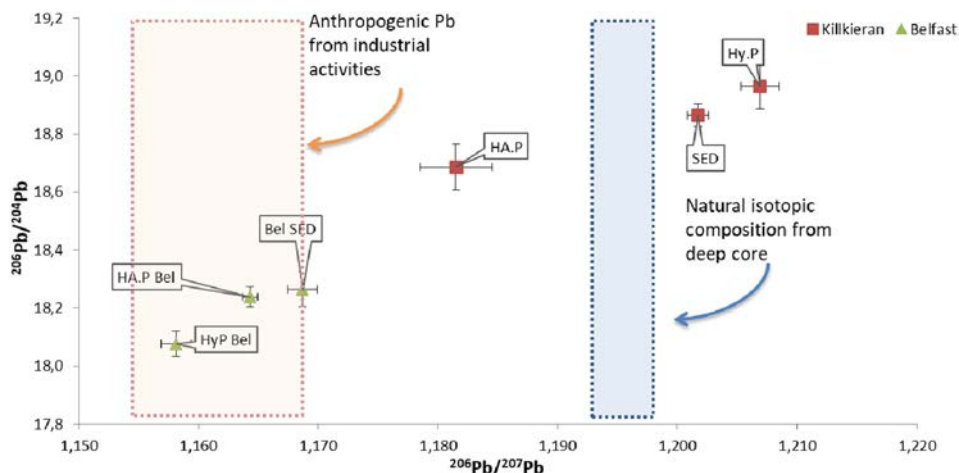 19,2
19,0
18,8
18,6
18,4
18,2
18,0
17,8
206Pb/204Pb
Anthropogenic Pb
from industrial
activities
Killkieran
Belfast
Hy.P
SED
HA.P
Bel SED
HA.P Bel
HyP Bel
Natural isotopic
composition from
deep core
1,150
1,160
1,170
1,180
1,190
1,200
1,210
1,220
206Pb/207Pb